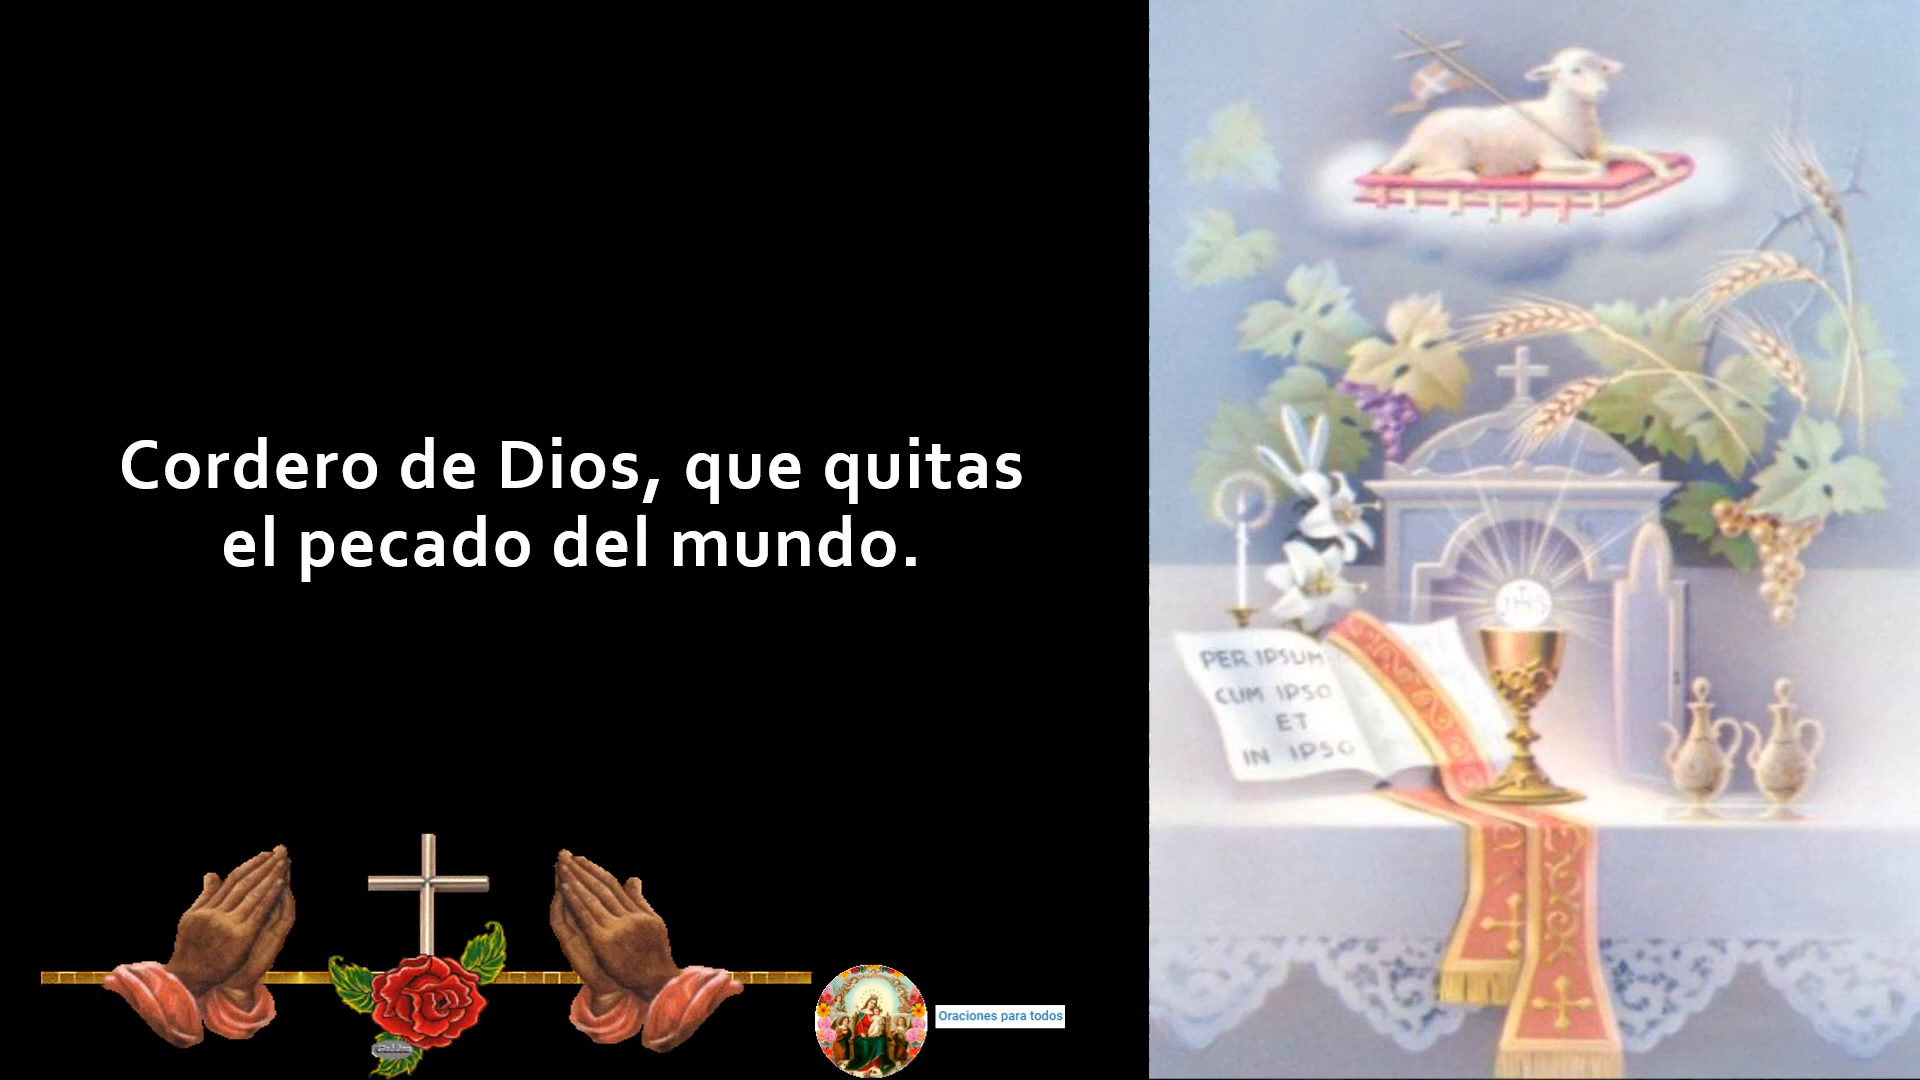 Cordero de Dios, que quitas
el pecado del mundo.
IHS
PER IPSUM
CUM IPSO
ET
IN IPSO
Oraciones para todos